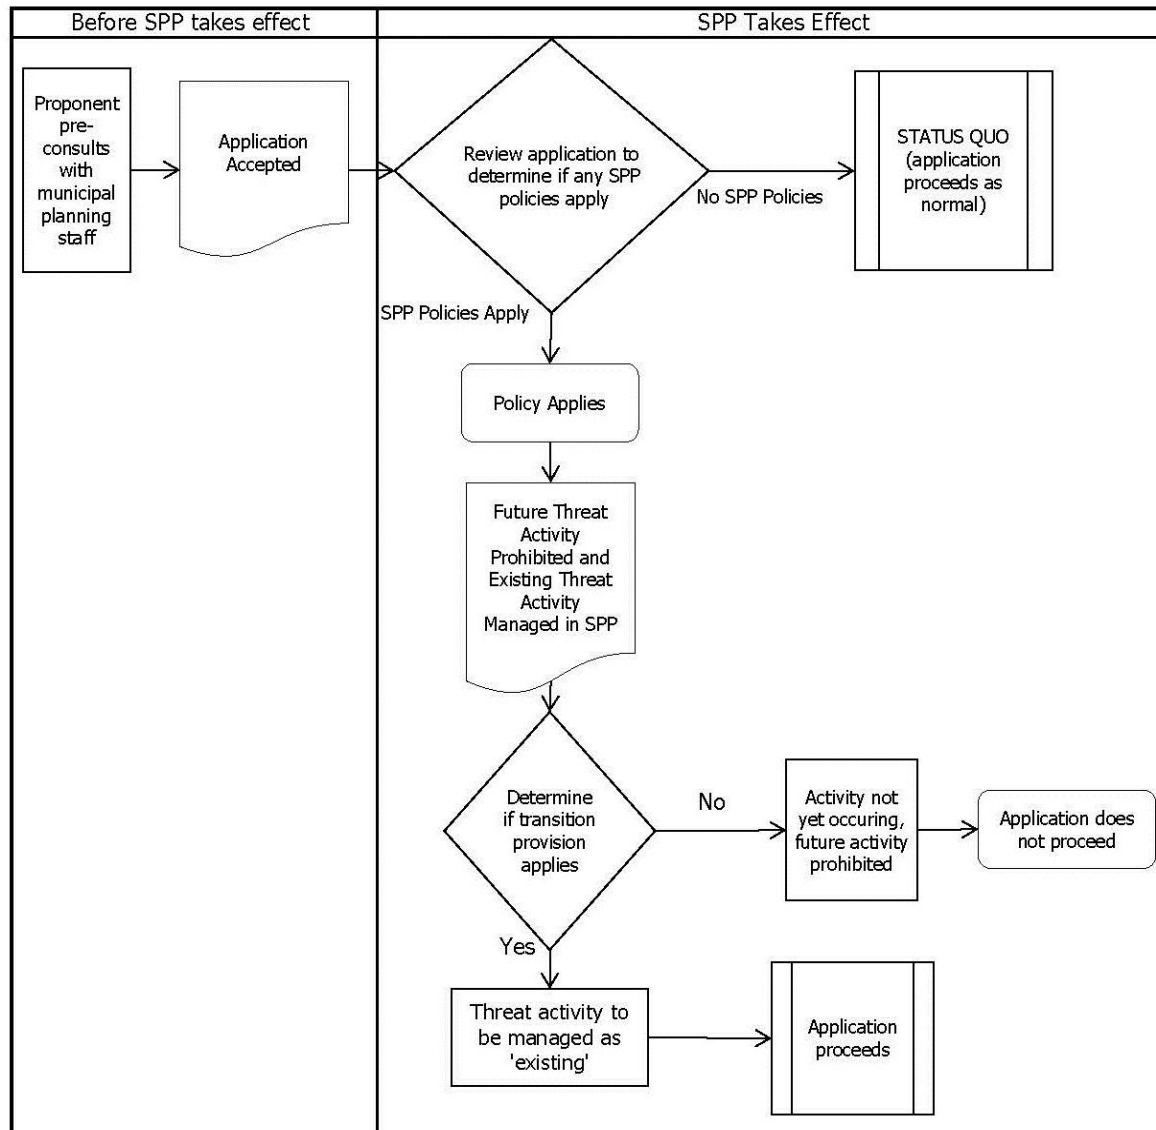 Before SPP takes effect
SPP Takes Effect
Proponent
pre-
consults
with
municipal
planning
staff
Application
Accepted
Review application to
determine if any SPP
policies apply
No SPP Policies
STATUS QUO
(application
proceeds as
normal)
SPP Policies Apply
Policy Applies
Future Threat
Activity
Prohibited and
Existing Threat
Activity
Managed in SPP
Determine
if transition
provision
applies
No
Activity not
yet occuring,
future activity
prohibited
Application does
not proceed
Yes
Threat activity to
be managed as
'existing'
Application
proceeds